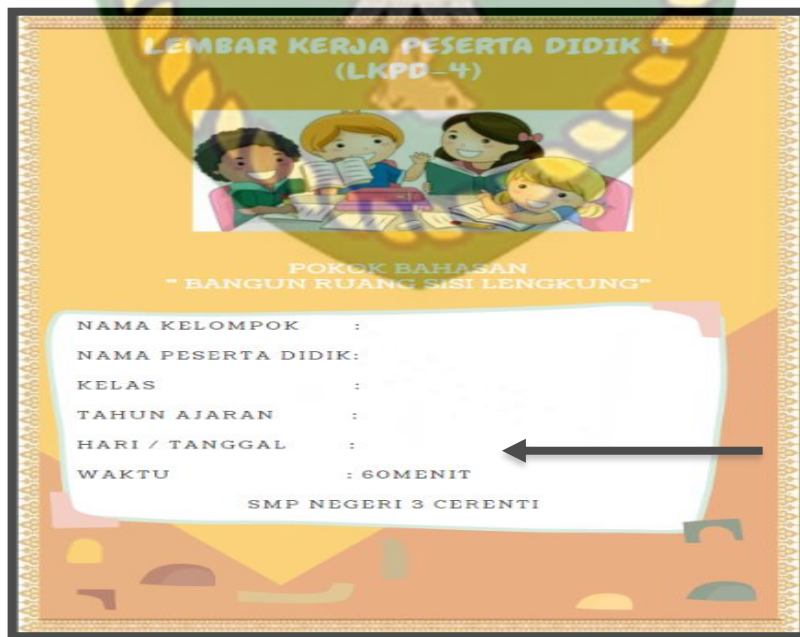 LEMBAR KERJA PESERTA DIDIK 4
(LKPD-4)
POKOK BAHASAN
" BANGUN RUANG SISI LENGKUNG"
NAMA KELOMPOK :
NAMA PESERTA DIDIK:
KELAS :
TAHUN AJARAN :
HARI / TANGGAL :
WAKTU : 60MENIT
SMP NEGERI 3 CERENTI